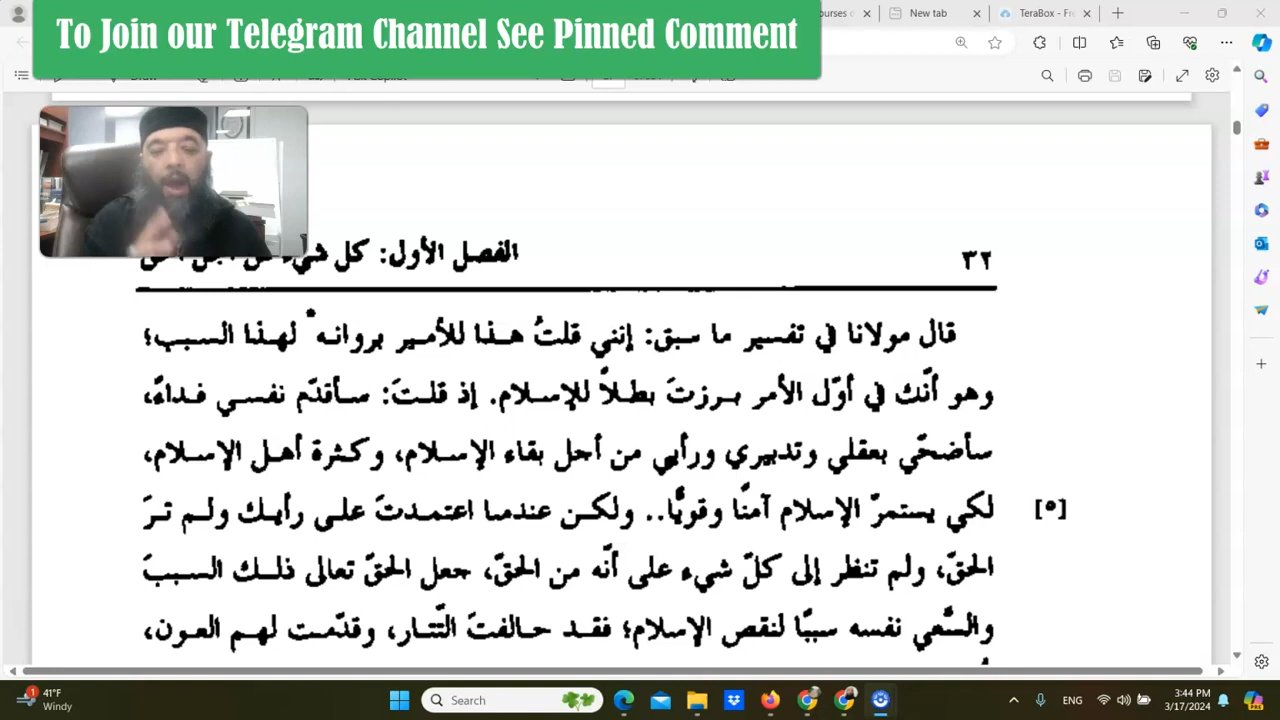 To Join our Telegram Channel See Pinned Comment
New tab
TeraBox - Fre
٣٢
الفصل الأول: كل
قال مولانا في تفسير ما سبق: إنني قلتُ هذا للأمير بروانه* لهذا السبب؛
وهو أنّك في أوّل الأمر برزتَ بطلاً للإسلام. إذ قلتَ: سأقدّم نفسي فداءً،
سأضحّي بعقلي وتدبيري ورأيي من أجل بقاء الإسلام، وكثرة أهل الإسلام،
[٥] لكي يستمرّ الإسلام آمنًا وقويًّا.. ولكن عندما اعتمدتَ على رأيك ولم ترَ
الحقّ، ولم تنظر إلى كلّ شيء على أنّه من الحقّ، جعل الحقّ تعالى ذلك السببَ
والسَّعي نفسه سببًا لنقص الإسلام؛ فقد حالفتَ التّتار، وقدّمت لهم العون،
41°F
Windy
1
Search
ENG
3:44 PM
3/17/2024